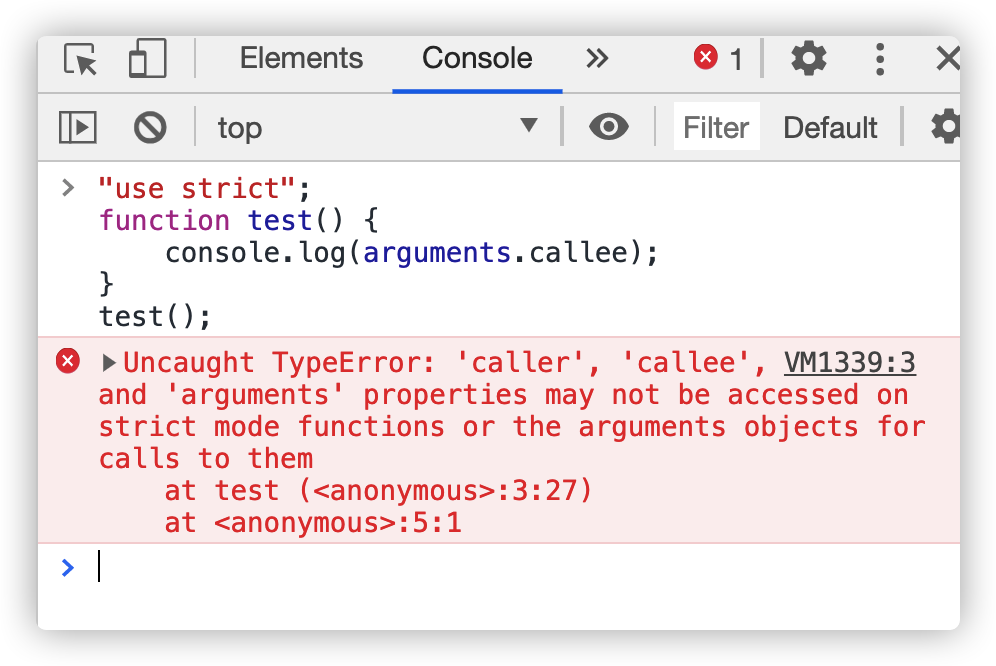 Elements Console 1
top Filter Default
"use strict";
function test() {
    console.log(arguments.callee);
}
test();
Uncaught TypeError: 'caller', 'callee', VM1339:3
and 'arguments' properties may not be accessed on
strict mode functions or the arguments objects for
calls to them
    at test (<anonymous>:3:27)
    at <anonymous>:5:1